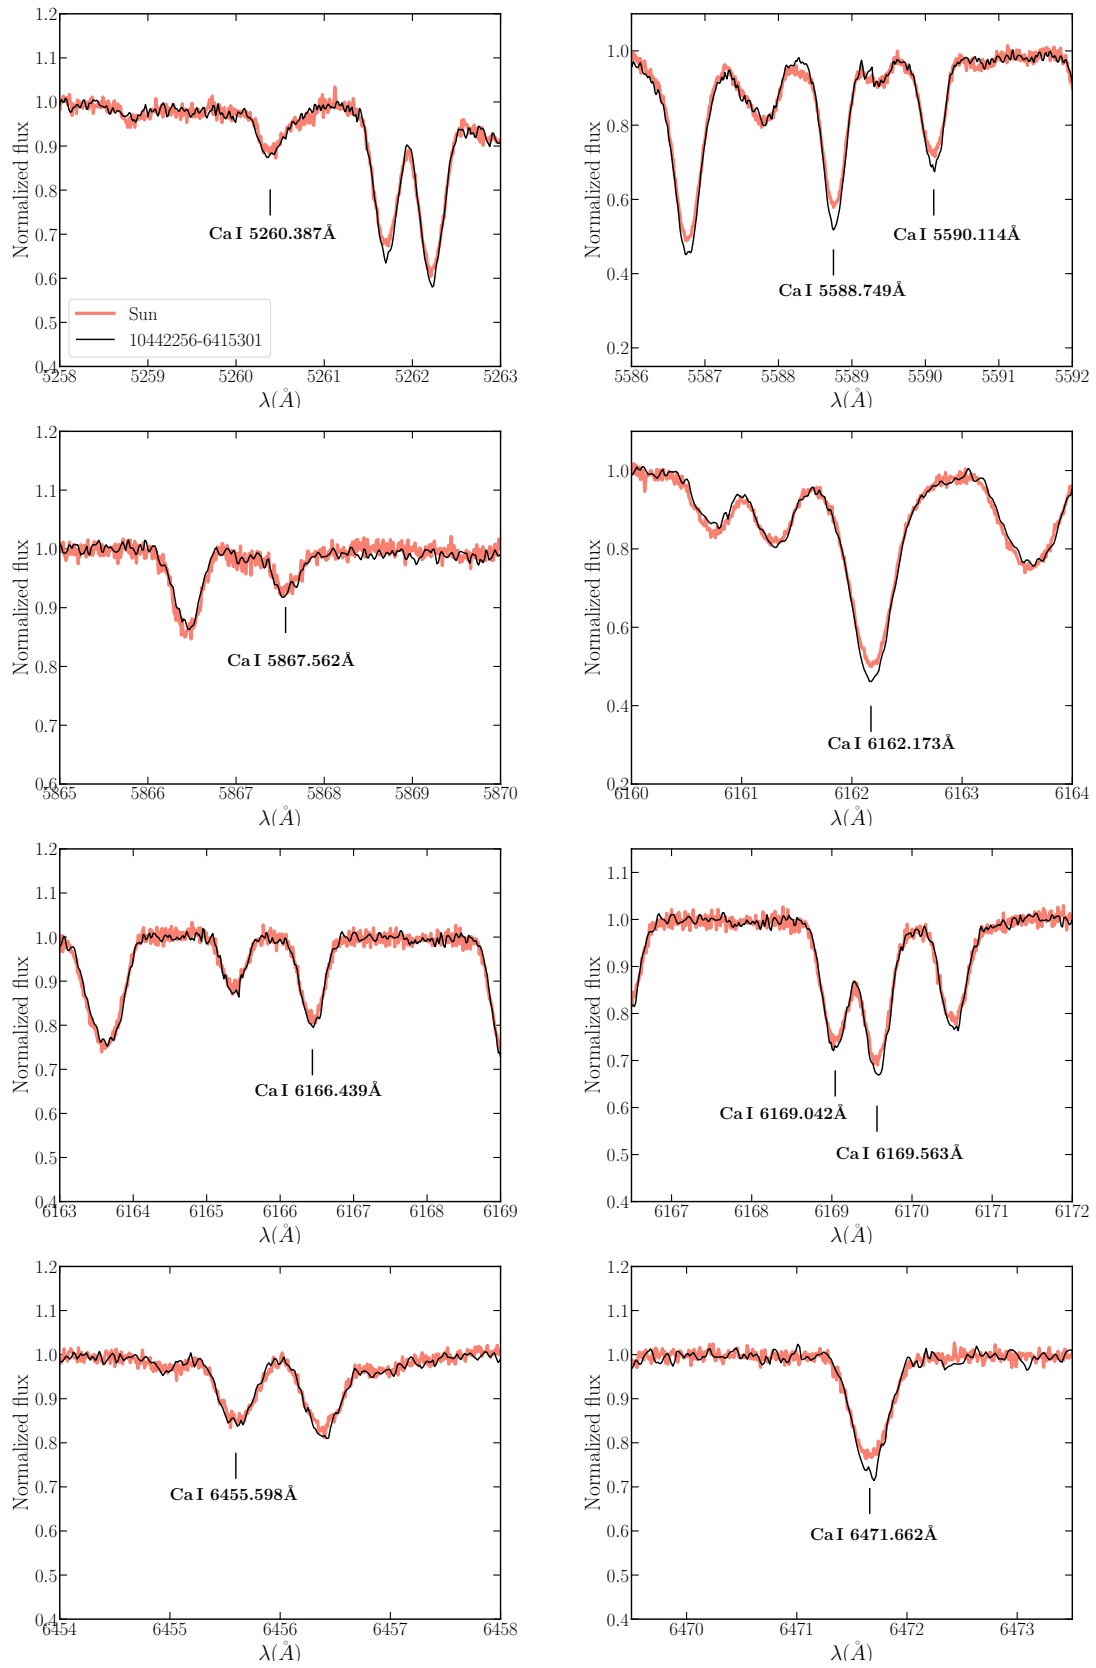 1.2
1.1
1.0
0.9
0.8
0.7
0.6
0.5
0.4
Normalized flux
Ca I 5260.387Å
Sun
10442256-6415301
5258 5259 5260 5261 5262 5263
λ(Å)
1.0
0.8
0.6
0.4
0.2
Normalized flux
Ca I 5590.114Å
Ca I 5588.749Å
5586 5587 5588 5589 5590 5591 5592
λ(Å)
1.2
1.1
1.0
0.9
0.8
0.7
0.6
Normalized flux
Ca I 5867.562Å
5865 5866 5867 5868 5869 5870
λ(Å)
1.0
0.8
0.6
0.4
0.2
Normalized flux
Ca I 6162.173Å
6160 6161 6162 6163 6164
λ(Å)
1.2
1.1
1.0
0.9
0.8
0.7
0.6
0.5
0.4
Normalized flux
Ca I 6166.439Å
6163 6164 6165 6166 6167 6168 6169
λ(Å)
1.1
1.0
0.9
0.8
0.7
0.6
0.5
0.4
Normalized flux
Ca I 6169.042Å
Ca I 6169.563Å
6167 6168 6169 6170 6171 6172
λ(Å)
1.2
1.1
1.0
0.9
0.8
0.7
0.6
0.5
0.4
Normalized flux
Ca I 6455.598Å
6454 6455 6456 6457 6458
λ(Å)
1.2
1.1
1.0
0.9
0.8
0.7
0.6
0.5
0.4
Normalized flux
Ca I 6471.662Å
6470 6471 6472 6473
λ(Å)